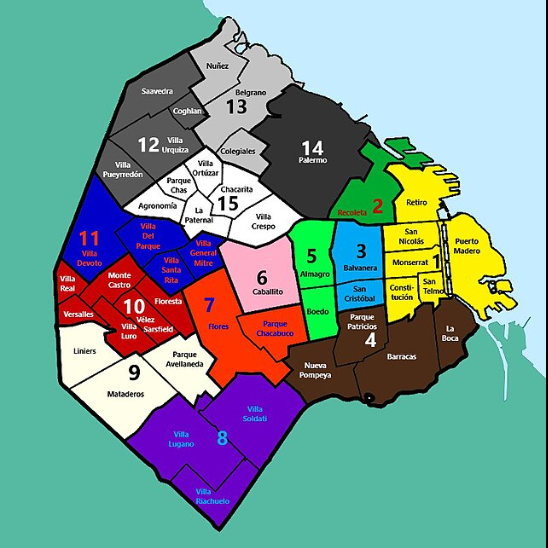 Nuñez
Saavedra
Belgrano
13
Coghlan
12
Villa
Urquiza
Colegiales
14
Palermo
Villa
Pueyrredón
Villa
Ortúzar
Parque
Chas
Chacarita
15
Agronomía
La
Paternal
Villa
Crespo
Recoleta
2
Retiro
11
Villa
Devoto
Villa
Del
Parque
Villa
General
Mitre
Villa
Santa
Rita
5
Almagro
3
Balvanera
San
Nicolás
Monserrat
1
Puerto
Madero
6
Caballito
San
Cristóbal
Consti-
tución
San
Telmo
Villa
Real
Monte
Castro
10
Floresta
Versalles
Vélez
Sarsfield
Villa
Luro
7
Flores
Boedo
Parque
Chacabuco
Parque
Patricios
4
La
Boca
Liniers
9
Mataderos
Parque
Avellaneda
Nueva
Pompeya
Barracas
Villa
Soldati
Villa
Lugano
8
Villa
Riachuelo